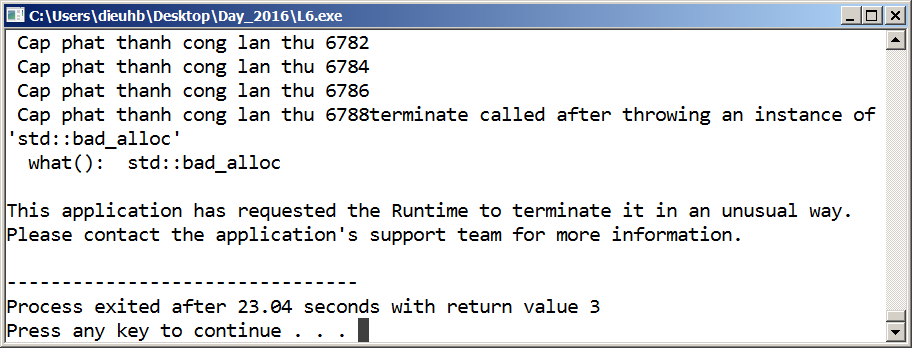 C:\Users\dieuhb\Desktop\Day_2016\L6.exe
Cap phat thanh cong lan thu 6782
Cap phat thanh cong lan thu 6784
Cap phat thanh cong lan thu 6786
Cap phat thanh cong lan thu 6788terminate called after throwing an instance of
'std::bad_alloc'
what():  std::bad_alloc
This application has requested the Runtime to terminate it in an unusual way.
Please contact the application's support team for more information.
--------------------------------
Process exited after 23.04 seconds with return value 3
Press any key to continue . . .